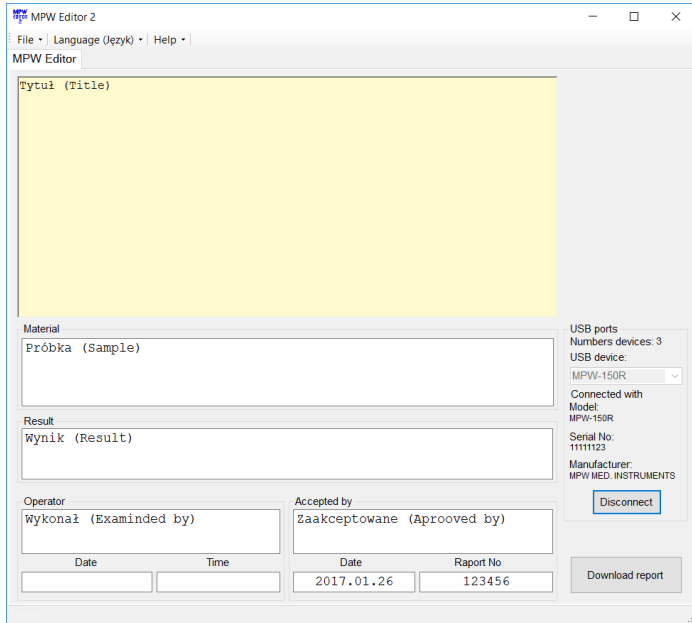 MPW Editor 2
File Language (Język) Help
MPW Editor
Tytuł (Title)
Material
Próbka (Sample)
Result
Wynik (Result)
Operator
Wykonał (Examinded by)
Date Time
Accepted by
Zaakceptowane (Aprooved by)
Date Raport No
2017.01.26 123456
USB ports
Numbers devices: 3
USB device:
MPW-150R
Connected with
Model:
MPW-150R
Serial No:
11111123
Manufacturer:
MPW MED. INSTRUMENTS
Disconnect
Download report